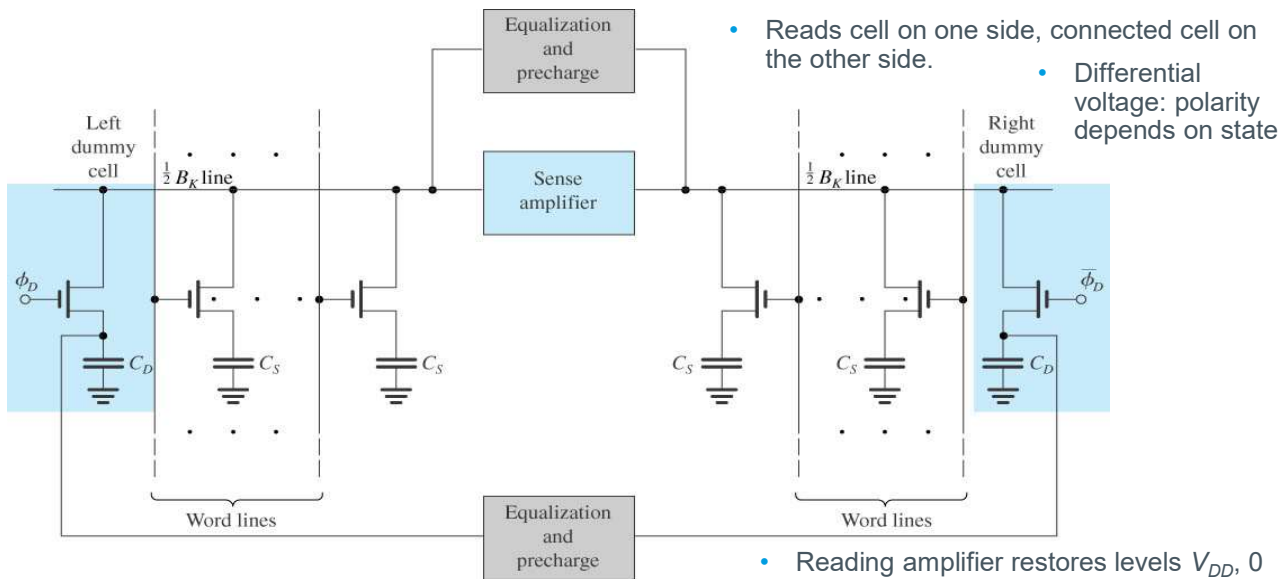 Equalization
and
precharge
• Reads cell on one side, connected cell on
the other side.
• Differential
voltage: polarity
depends on state
Left
dummy
cell
Right
dummy
cell
½ B_K line
Sense
amplifier
½ B_K line
ϕ_D
ϕ̅_D
C_D
C_S
C_S
C_S
C_S
C_D
Word lines
Equalization
and
precharge
Word lines
• Reading amplifier restores levels V_DD, 0